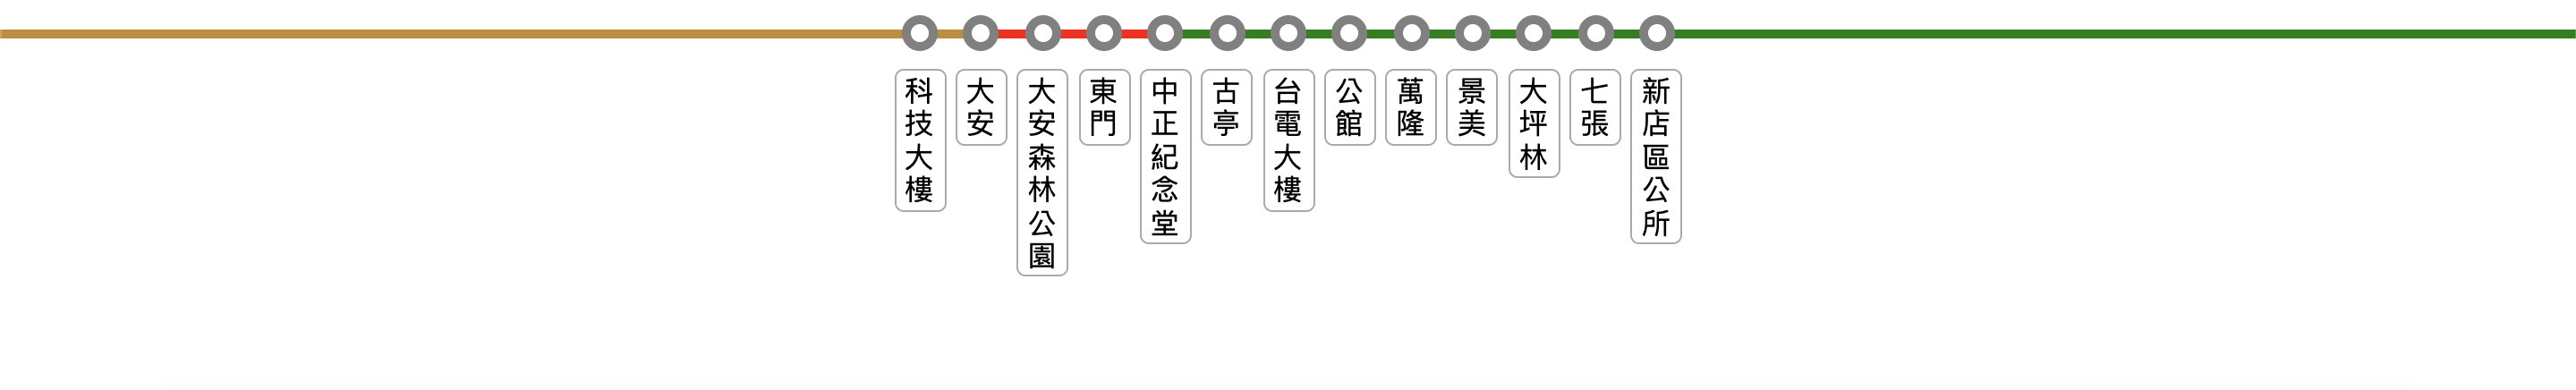 科技大樓
大安
大安森林公園
東門
中正紀念堂
古亭
台電大樓
公館
萬隆
景美
大坪林
七張
新店區公所